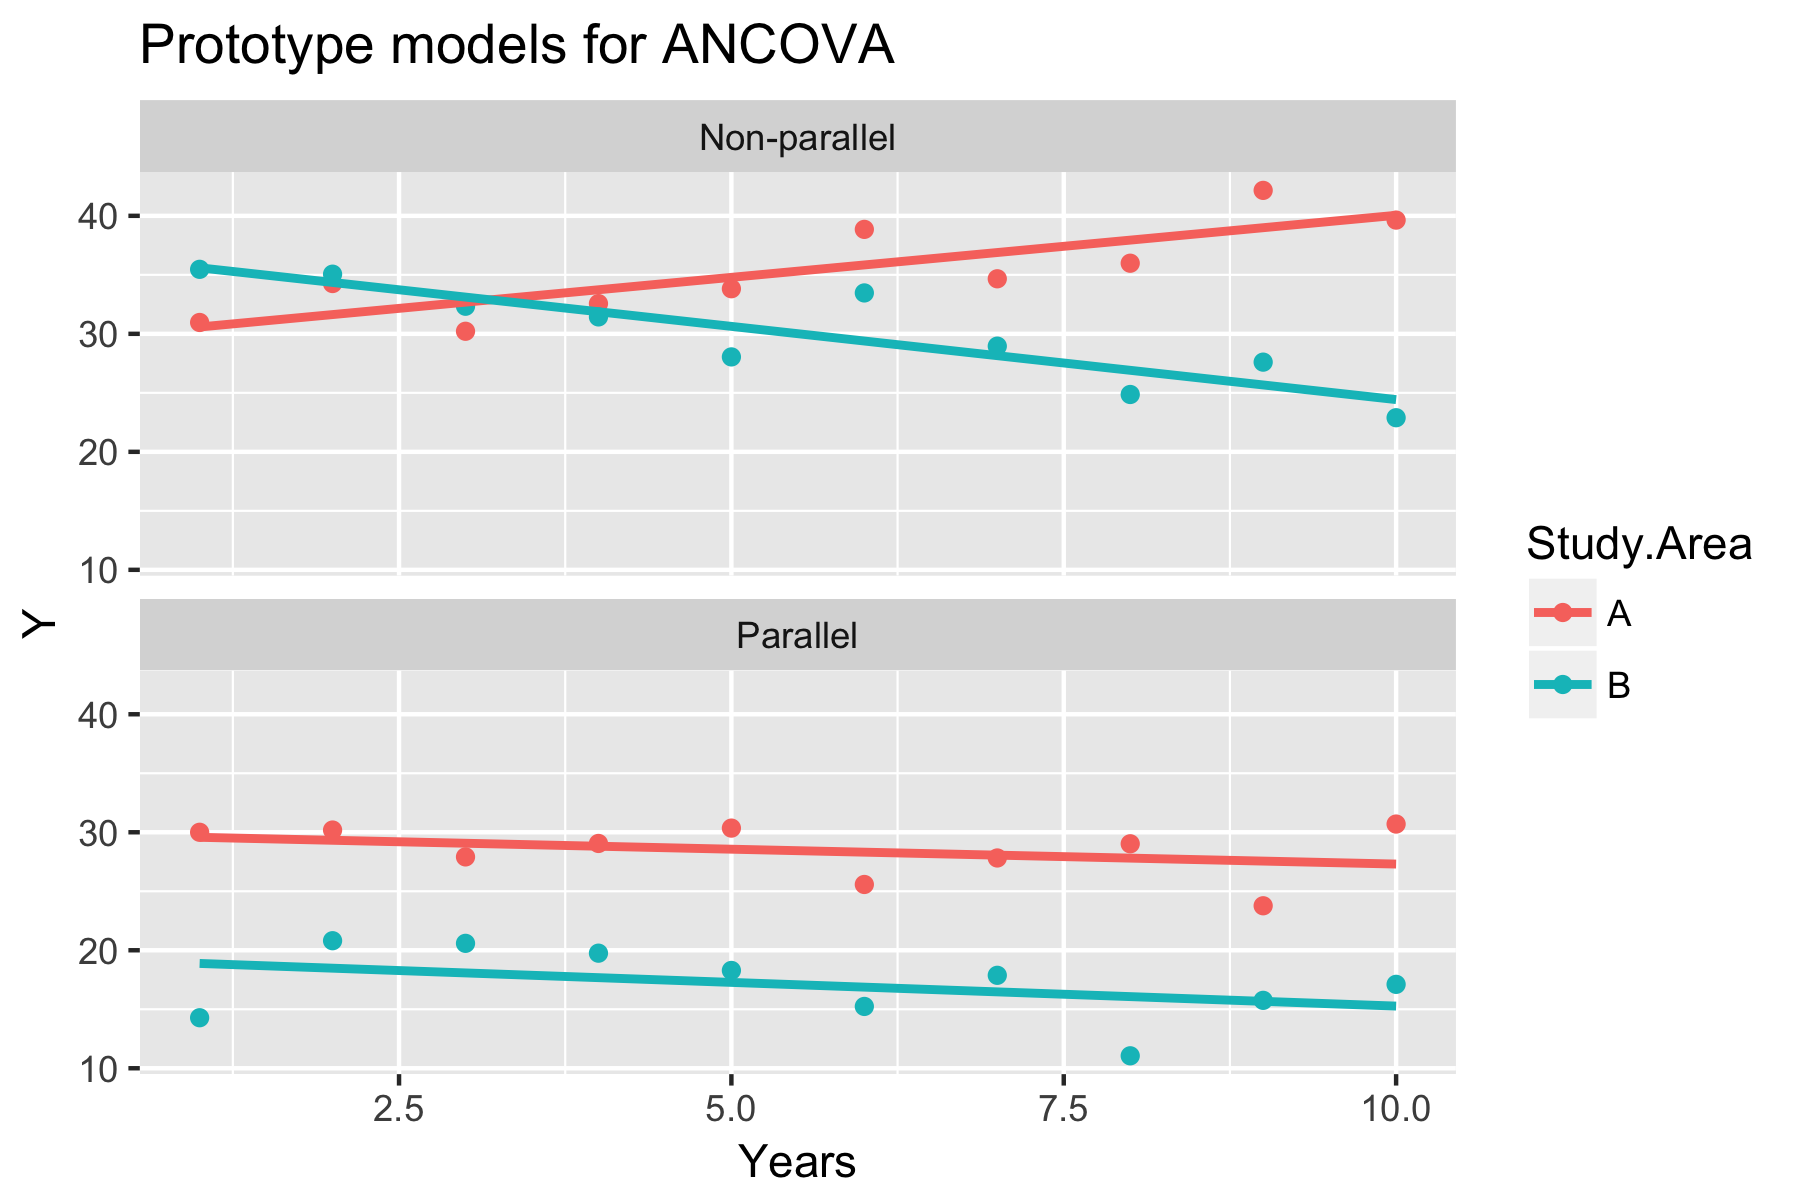 Prototype models for ANCOVA
Non-parallel
40
30
20
10
Y
Parallel
40
30
20
10
2.5 5.0 7.5 10.0
Years
Study.Area
A
B